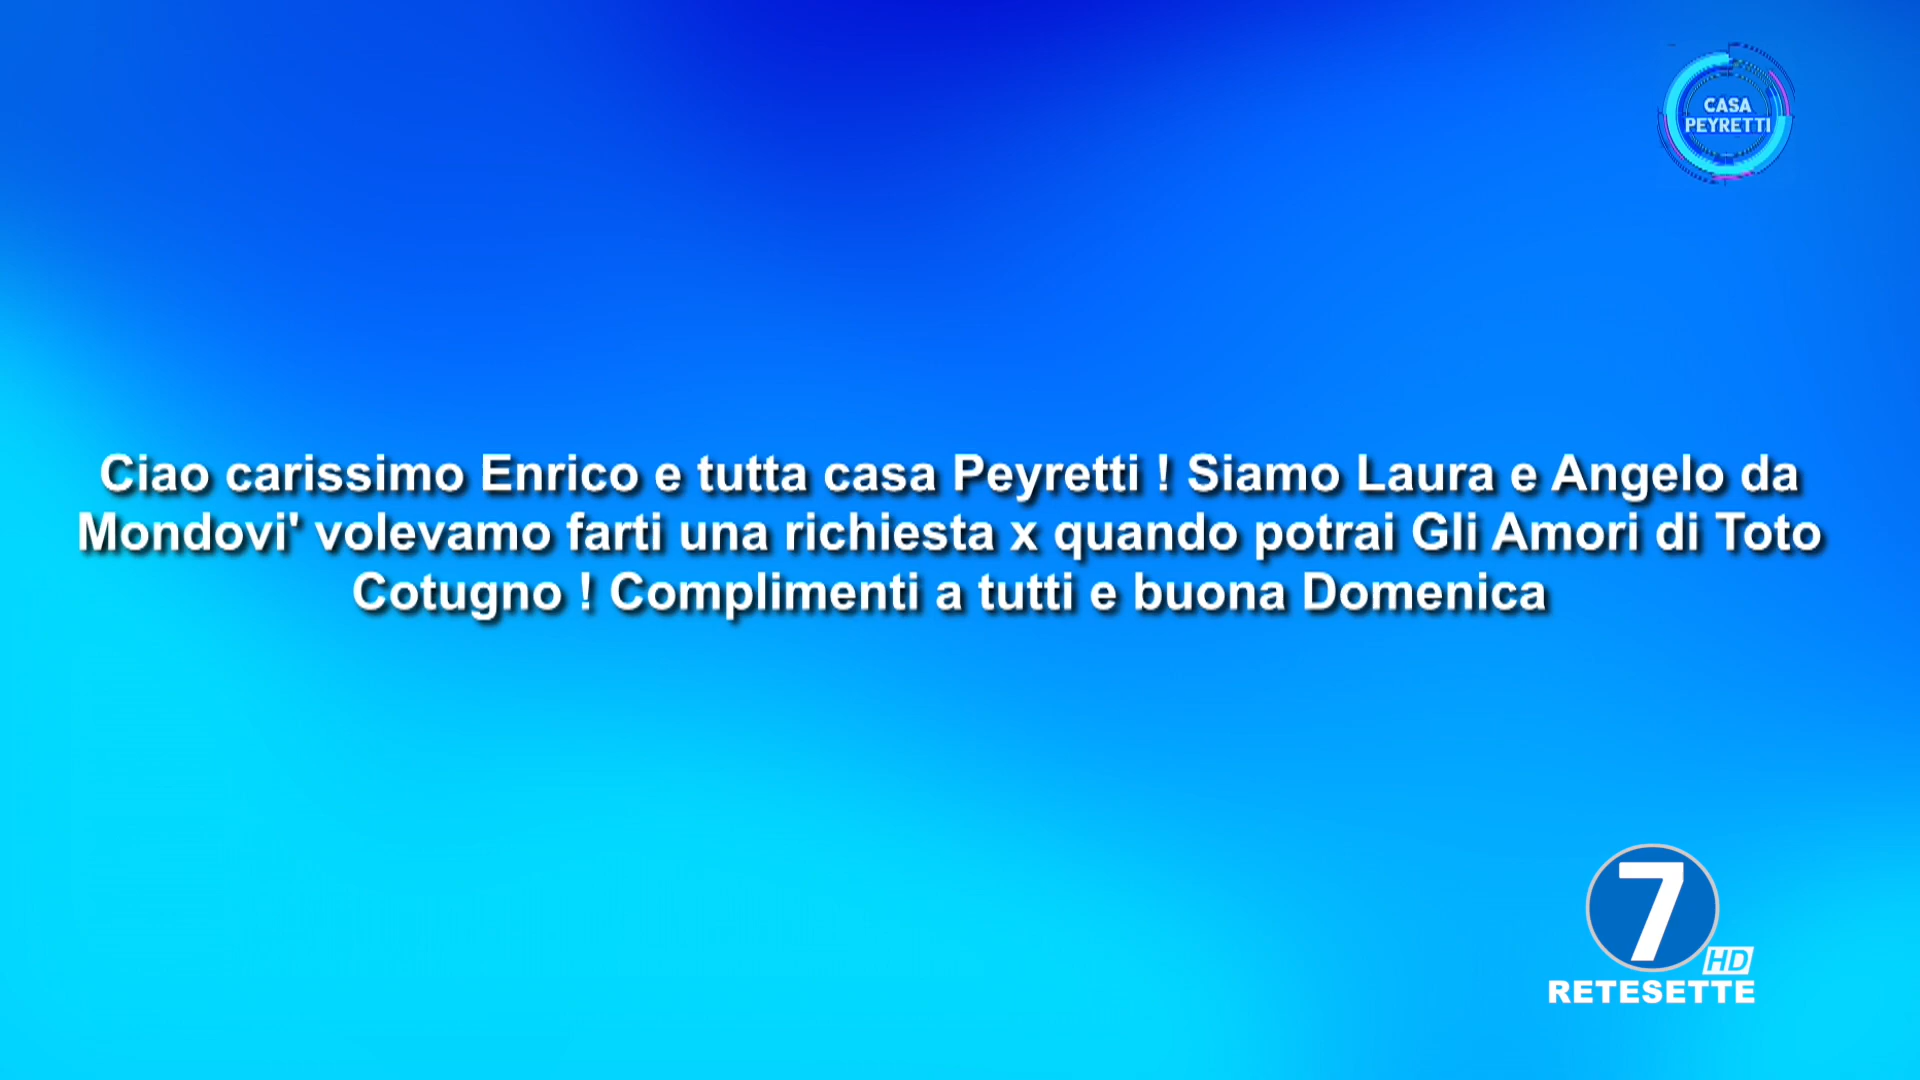 CASA
PEYRETTI
Ciao carissimo Enrico e tutta casa Peyretti ! Siamo Laura e Angelo da
Mondovi' volevamo farti una richiesta x quando potrai Gli Amori di Toto
Cotugno ! Complimenti a tutti e buona Domenica
7
HD
RETESETTE